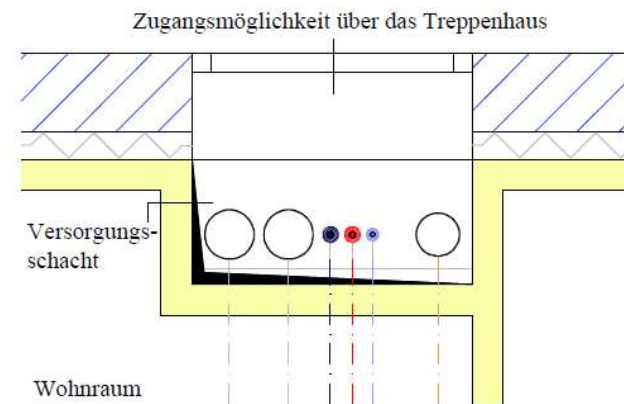 Zugangsmöglichkeit über das Treppenhaus
Versorgungs-
schacht
Wohnraum